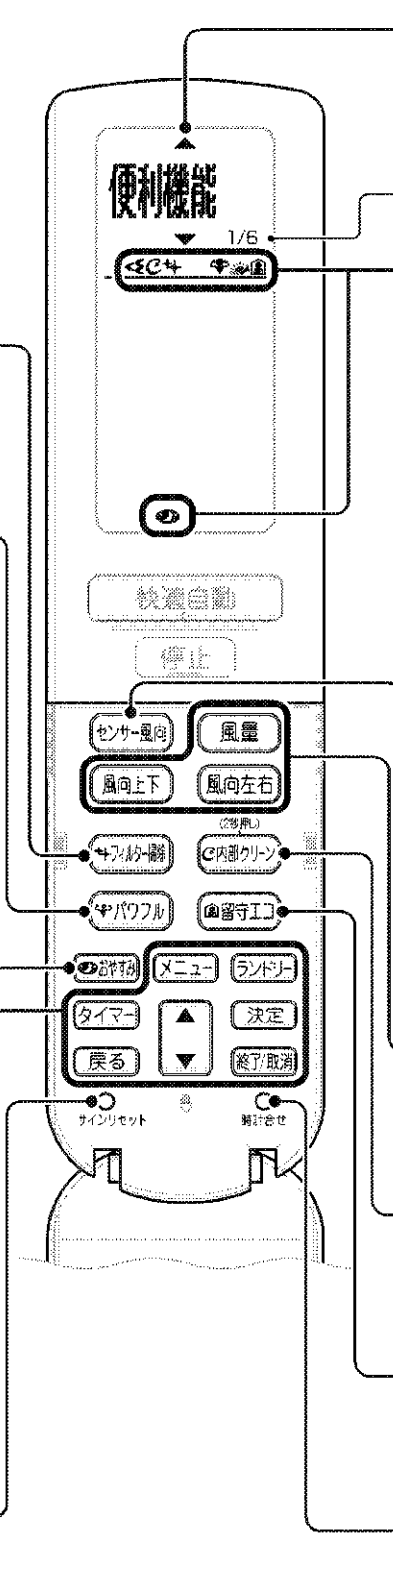 ▲
便利機能
▼ 1/6
快適自動
停止
センサー風向 風量
風向上下 風向左右
(2秒押し)
フィルター掃除 内部クリーン
パワフル 留守エコ
おやすみ メニュー ランドリー
タイマー ▲ 決定
戻る ▼ 終了/取消
サインリセット 時計合せ